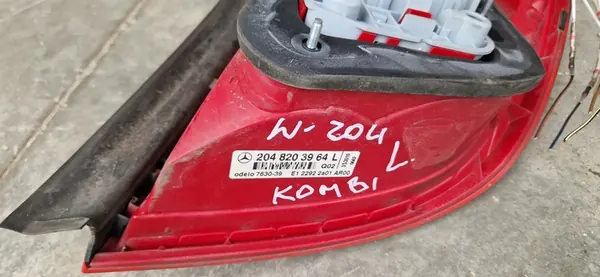 W-204
L.
204 820 39 64 L
Q02
odelo 7630-39 E1 2292 2a01 AR00
KOMBI